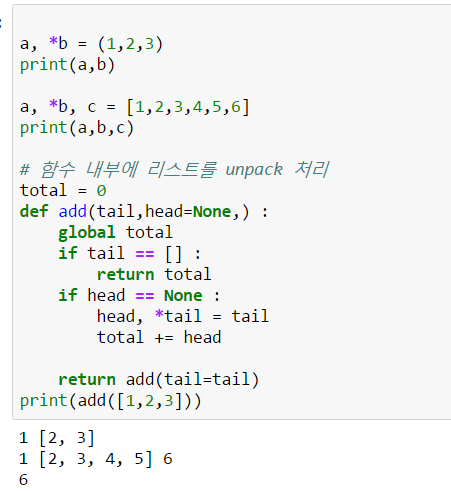 a, *b = (1,2,3)
print(a,b)

a, *b, c = [1,2,3,4,5,6]
print(a,b,c)

# 함수 내부에 리스트를 unpack 처리
total = 0
def add(tail,head=None,) :
    global total
    if tail == [] :
        return total
    if head == None :
        head, *tail = tail
        total += head

    return add(tail=tail)
print(add([1,2,3]))
1 [2, 3]
1 [2, 3, 4, 5] 6
6